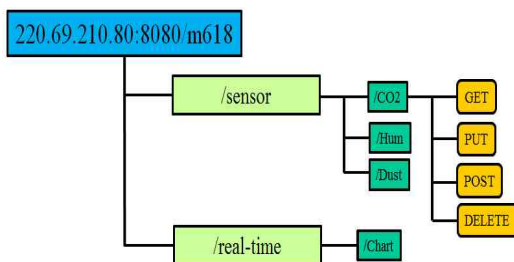 220.69.210.80:8080/m618
/sensor
/CO2
GET
/Hum
PUT
/Dust
POST
DELETE
/real-time
/Chart